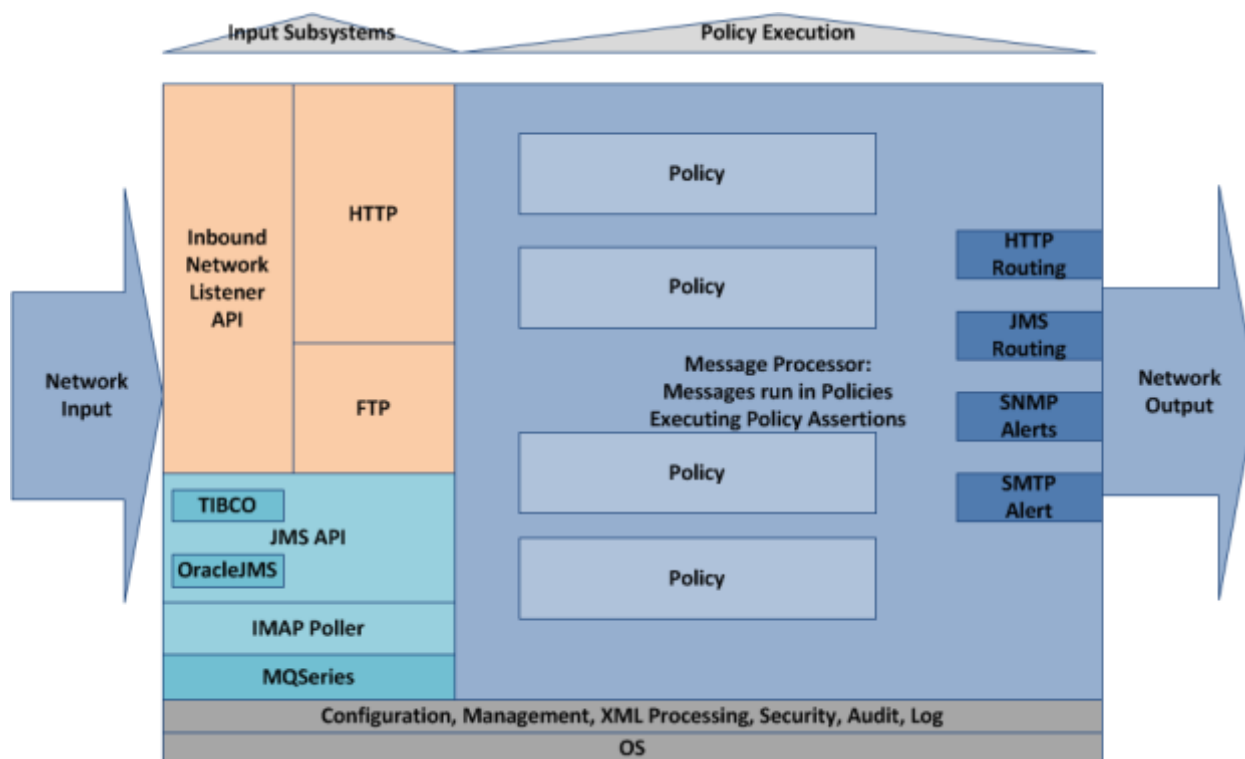 Input Subsystems
Policy Execution
Network
Input
Inbound
Network
Listener
API
HTTP
FTP
TIBCO
JMS API
OracleJMS
IMAP Poller
MQSeries
Policy
Policy
Message Processor:
Messages run in Policies
Executing Policy Assertions
Policy
Policy
HTTP
Routing
JMS
Routing
SNMP
Alerts
SMTP
Alert
Network
Output
Configuration, Management, XML Processing, Security, Audit, Log
OS